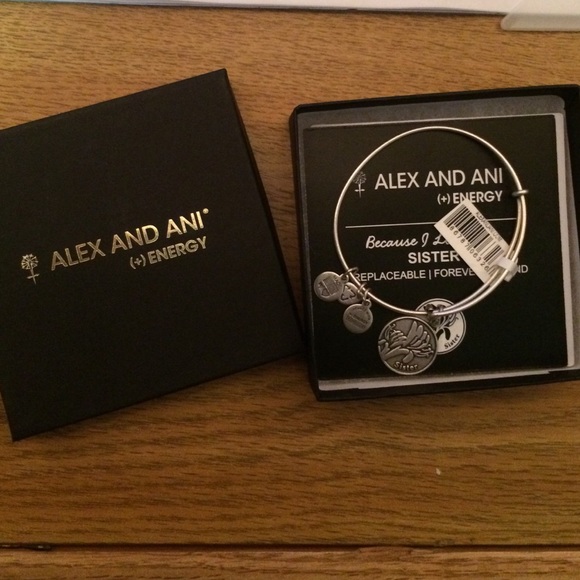 ALEX AND ANI®
(+) ENERGY
ALEX AND ANI
(+) ENERGY
Because I
SISTER
REPLACEABLE | FOREVE
Sister
Sister